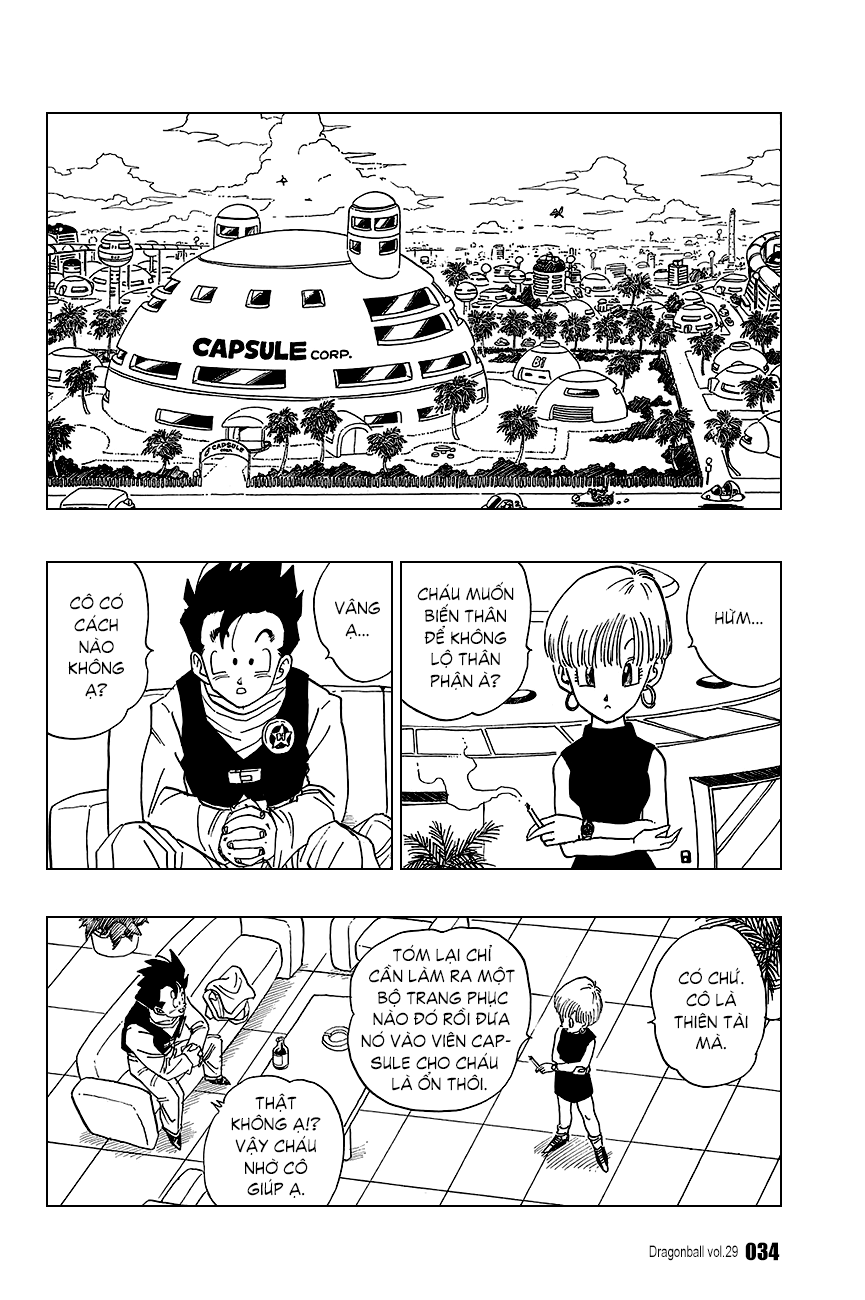 CAPSULE CORP.
CAPSULE
HỪM...
CHÁU MUỐN
BIẾN THÂN
ĐỂ KHÔNG
LỘ THÂN
PHẬN À?
VÂNG
Ạ...
CÔ CÓ
CÁCH
NÀO
KHÔNG
Ạ?
CÓ CHỨ.
CÔ LÀ
THIÊN TÀI
MÀ.
TÓM LẠI CHỈ
CẦN LÀM RA MỘT
BỘ TRANG PHỤC
NÀO ĐÓ RỒI ĐƯA
NÓ VÀO VIÊN CAP-
SULE CHO CHÁU
LÀ ỔN THÔI.
THẬT
KHÔNG Ạ!?
VẬY CHÁU
NHỜ CÔ
GIÚP Ạ.
Dragonball vol.29 034